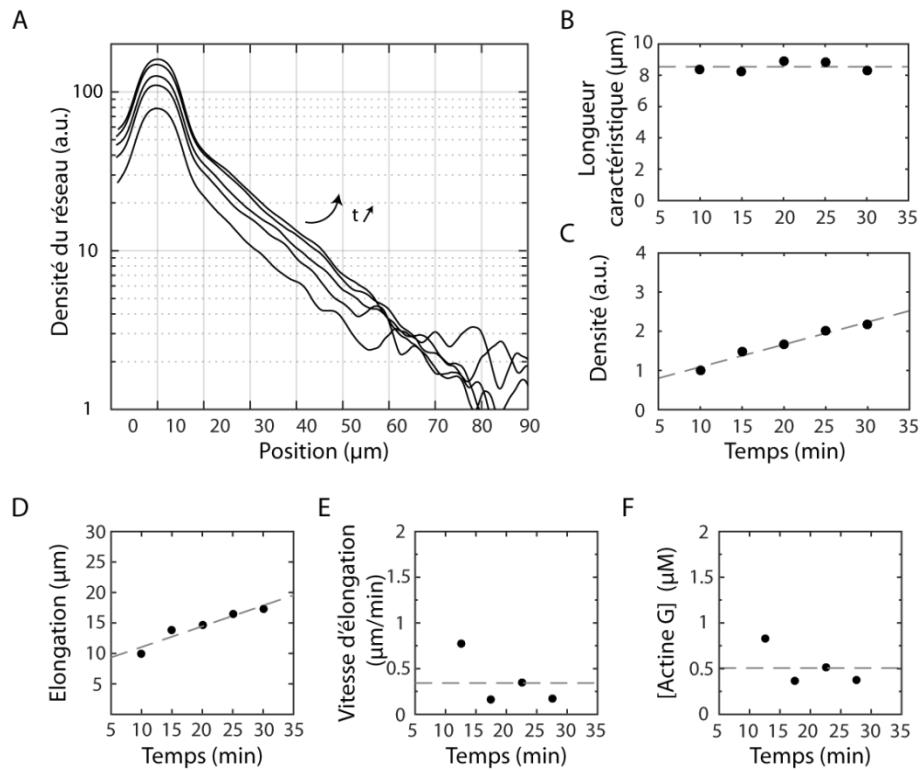 A
Densité du réseau (a.u.)
100
10
1
t
0 10 20 30 40 50 60 70 80 90
Position (µm)
B
Longueur
caractéristique (µm)
10
8
6
4
2
0
5 10 15 20 25 30 35
C
Densité (a.u.)
4
3
2
1
0
5 10 15 20 25 30 35
Temps (min)
D
Elongation (µm)
30
25
20
15
10
5
5 10 15 20 25 30 35
Temps (min)
E
Vitesse d'élongation
(µm/min)
2
1.5
1
0.5
0
5 10 15 20 25 30 35
Temps (min)
F
[Actine G] (µM)
2
1.5
1
0.5
0
5 10 15 20 25 30 35
Temps (min)